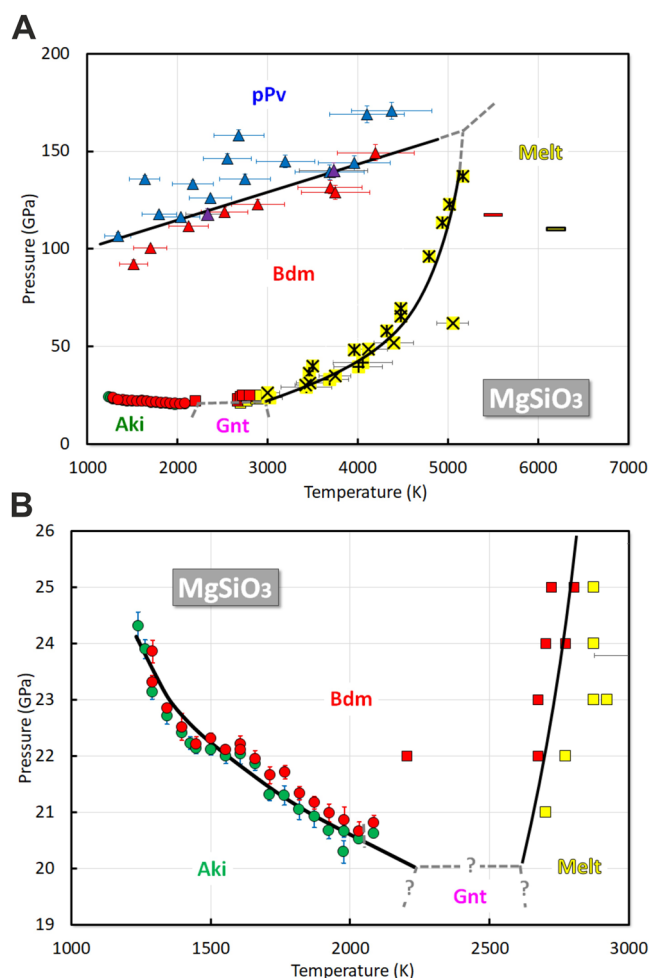 A
200
pPv
150
Melt
Pressure (GPa)
100
Bdm
50
MgSiO3
Aki
Gnt
0
1000 2000 3000 4000 5000 6000 7000
Temperature (K)
B
26
MgSiO3
25
24
Pressure (GPa)
23
Bdm
22
21
20
?
Aki
Melt
? Gnt ?
19
1000 1500 2000 2500 3000
Temperature (K)